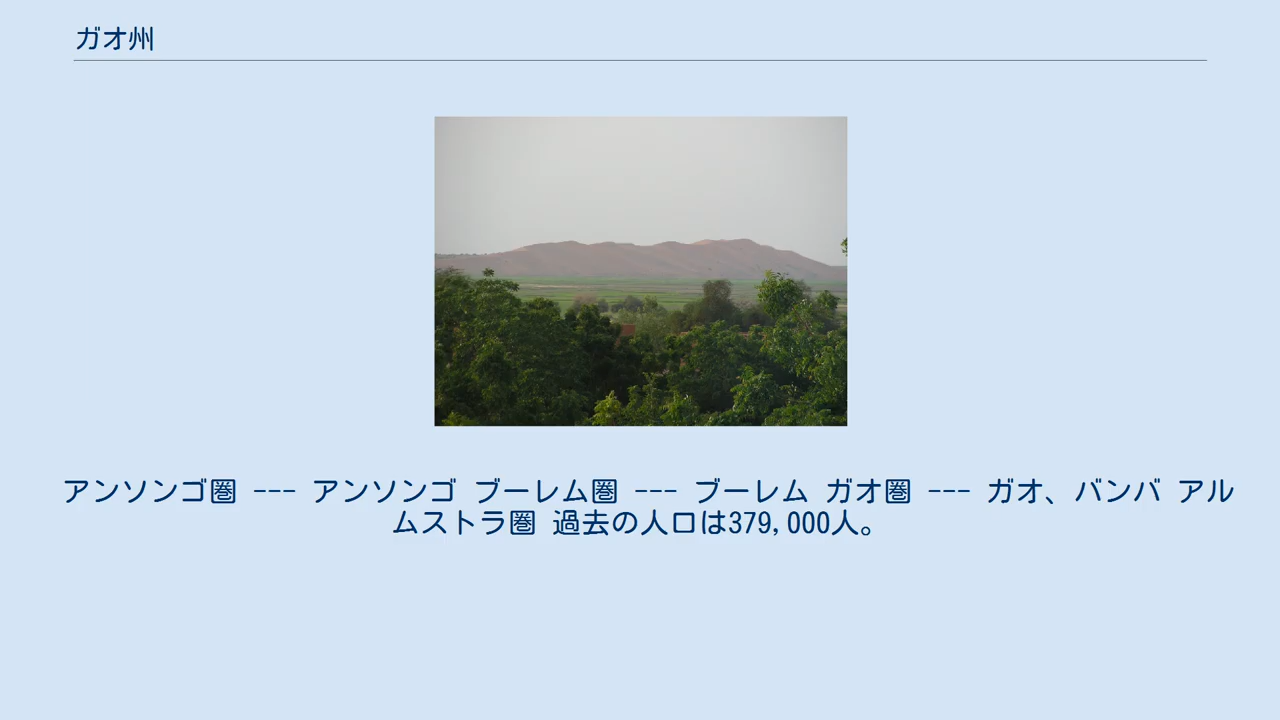 ガオ州
アンソンゴ圏 --- アンソンゴ ブーレム圏 --- ブーレム ガオ圏 --- ガオ、バンバ アル
ムストラ圏 過去の人口は379,000人。